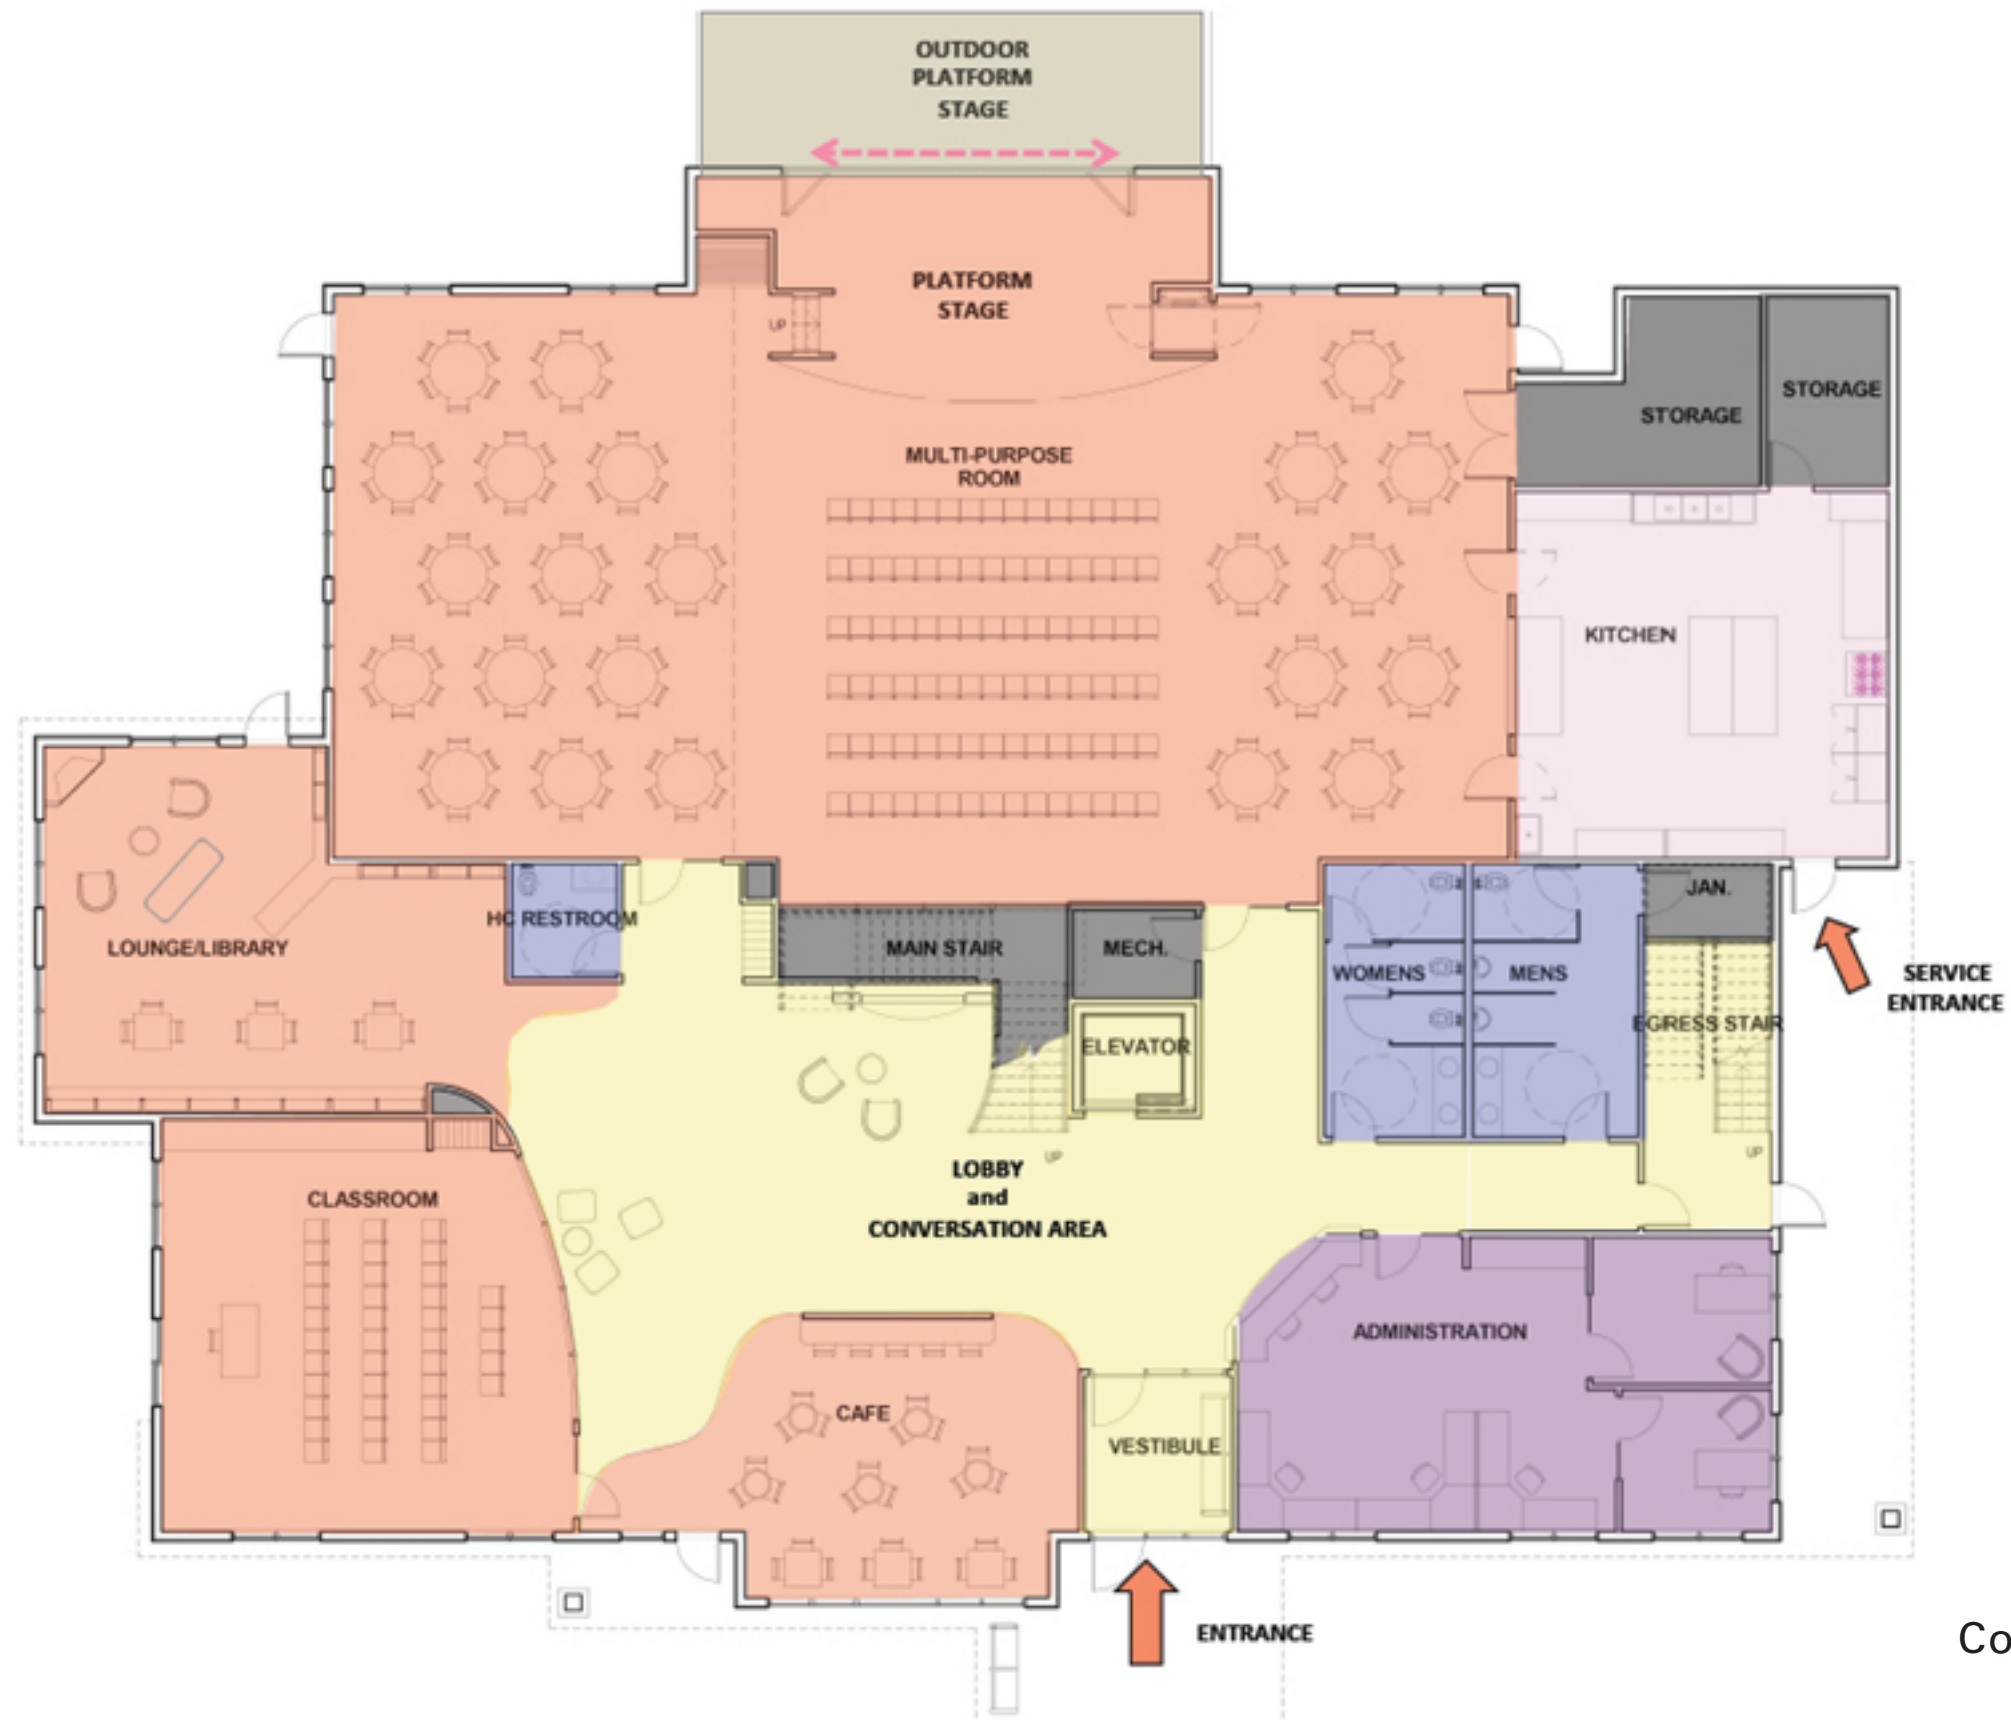 OUTDOOR
PLATFORM
STAGE
PLATFORM
STAGE
UP
STORAGE
STORAGE
MULTI-PURPOSE
ROOM
KITCHEN
JAN.
HC RESTROOM
LOUNGE/LIBRARY
MAIN STAIR
MECH.
WOMENS
MENS
SERVICE
ENTRANCE
EGRESS STAIR
ELEVATOR
UP
UP
LOBBY
and
CONVERSATION AREA
CLASSROOM
ADMINISTRATION
CAFE
VESTIBULE
ENTRANCE
Co